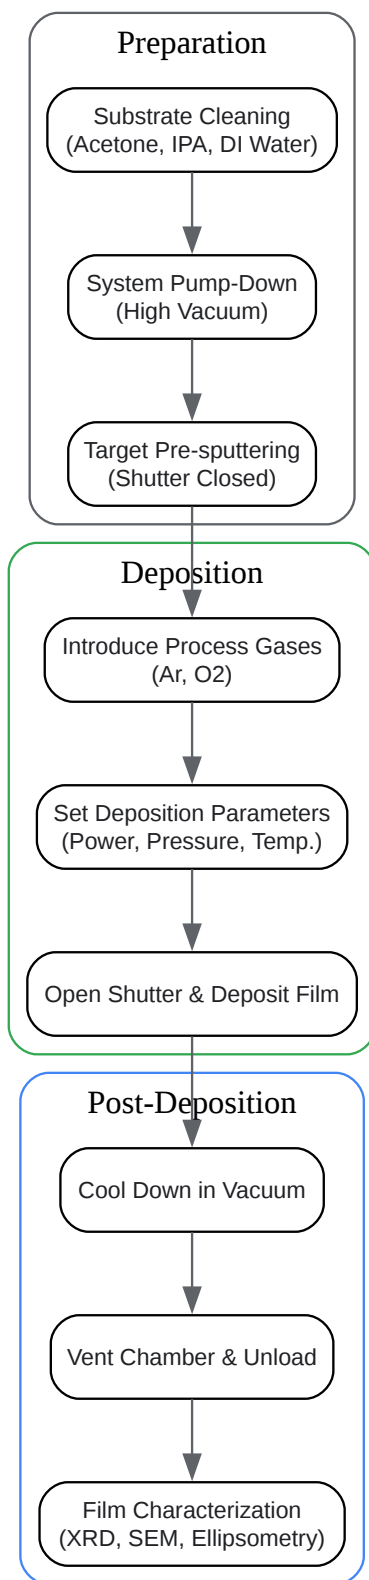 Preparation
Substrate Cleaning
(Acetone, IPA, DI Water)
System Pump-Down
(High Vacuum)
Target Pre-sputtering
(Shutter Closed)
Deposition
Introduce Process Gases
(Ar, O2)
Set Deposition Parameters
(Power, Pressure, Temp.)
Open Shutter & Deposit Film
Post-Deposition
Cool Down in Vacuum
Vent Chamber & Unload
Film Characterization
(XRD, SEM, Ellipsometry)